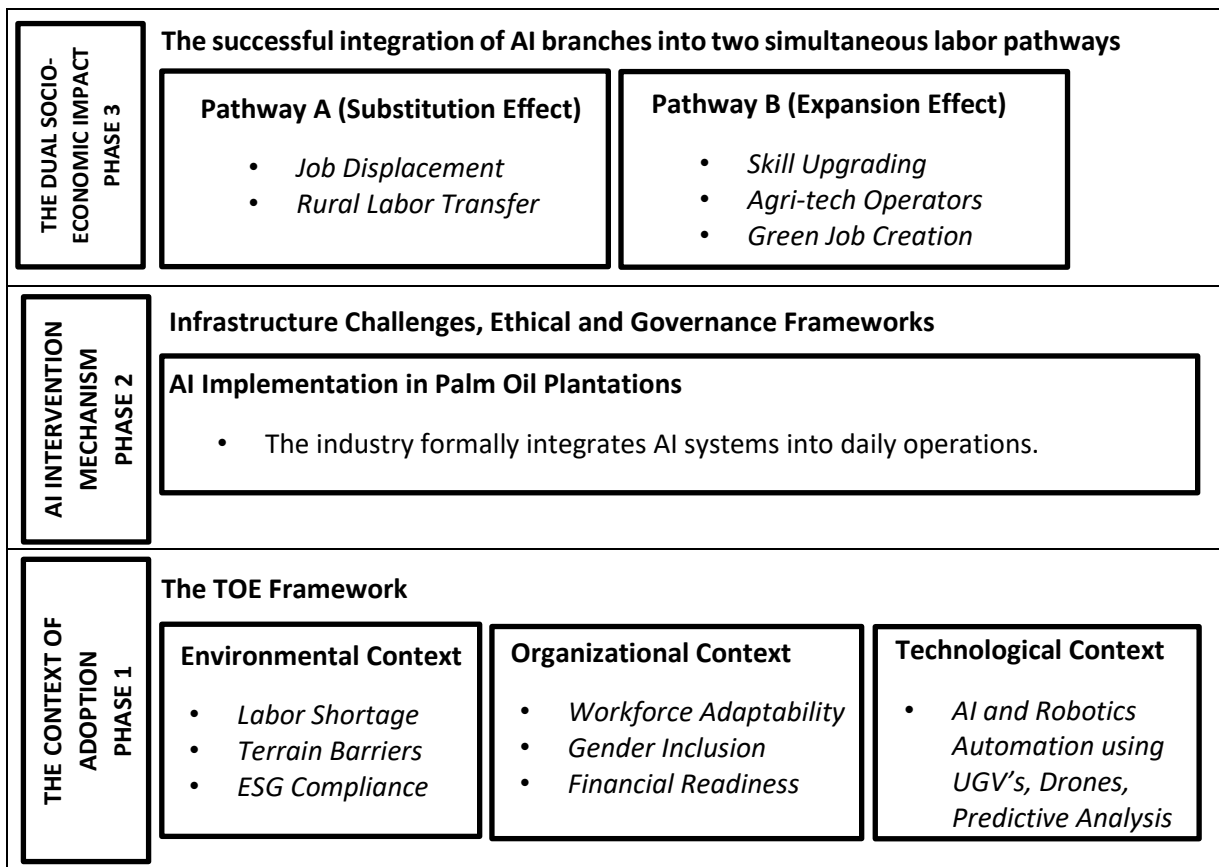 THE DUAL SOCIO-
ECONOMIC IMPACT
PHASE 3
The successful integration of AI branches into two simultaneous labor pathways
Pathway A (Substitution Effect)
• Job Displacement
• Rural Labor Transfer
Pathway B (Expansion Effect)
• Skill Upgrading
• Agri-tech Operators
• Green Job Creation
AI INTERVENTION
MECHANISM
PHASE 2
Infrastructure Challenges, Ethical and Governance Frameworks
AI Implementation in Palm Oil Plantations
• The industry formally integrates AI systems into daily operations.
THE CONTEXT OF
ADOPTION
PHASE 1
The TOE Framework
Environmental Context
• Labor Shortage
• Terrain Barriers
• ESG Compliance
Organizational Context
• Workforce Adaptability
• Gender Inclusion
• Financial Readiness
Technological Context
• AI and Robotics
Automation using
UGV's, Drones,
Predictive Analysis